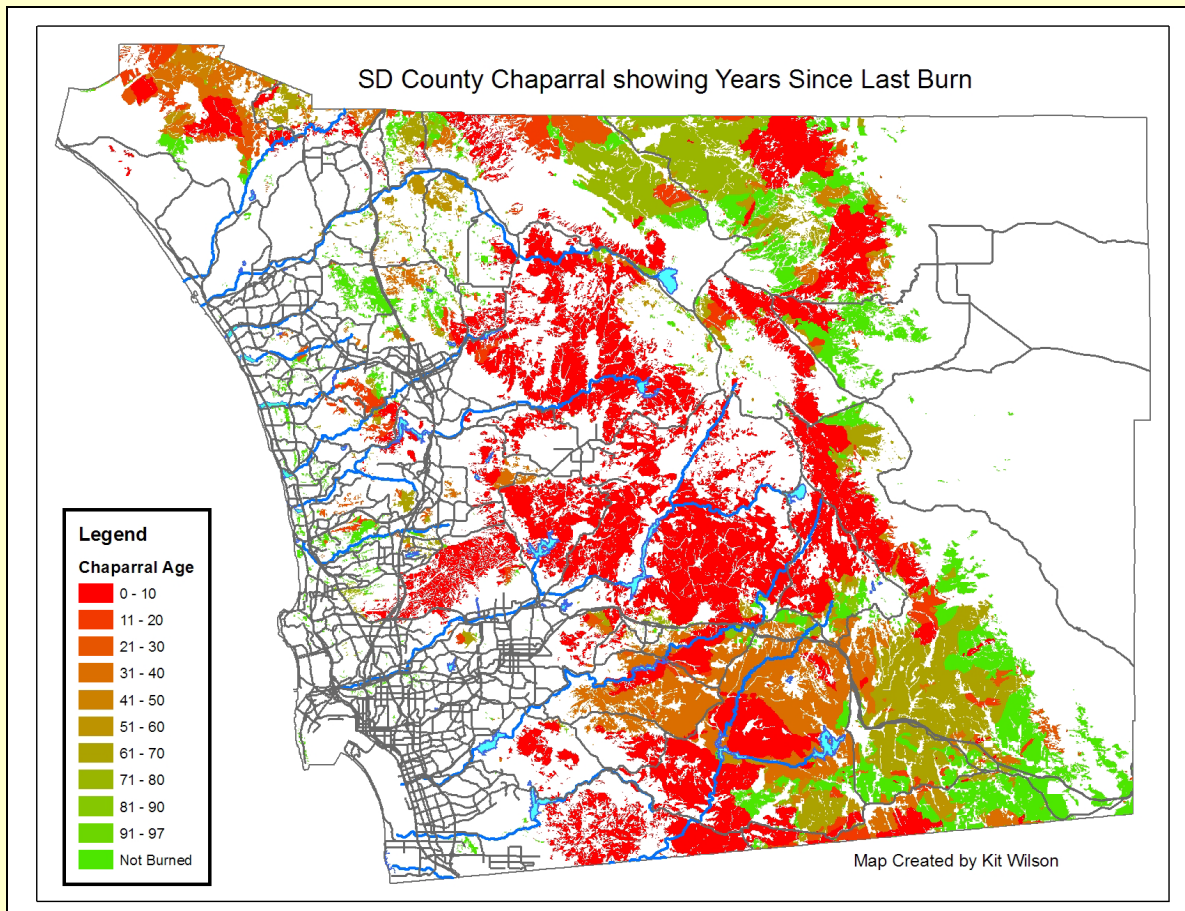 SD County Chaparral showing Years Since Last Burn
Legend
Chaparral Age
0 - 10
11 - 20
21 - 30
31 - 40
41 - 50
51 - 60
61 - 70
71 - 80
81 - 90
91 - 97
Not Burned
Map Created by Kit Wilson